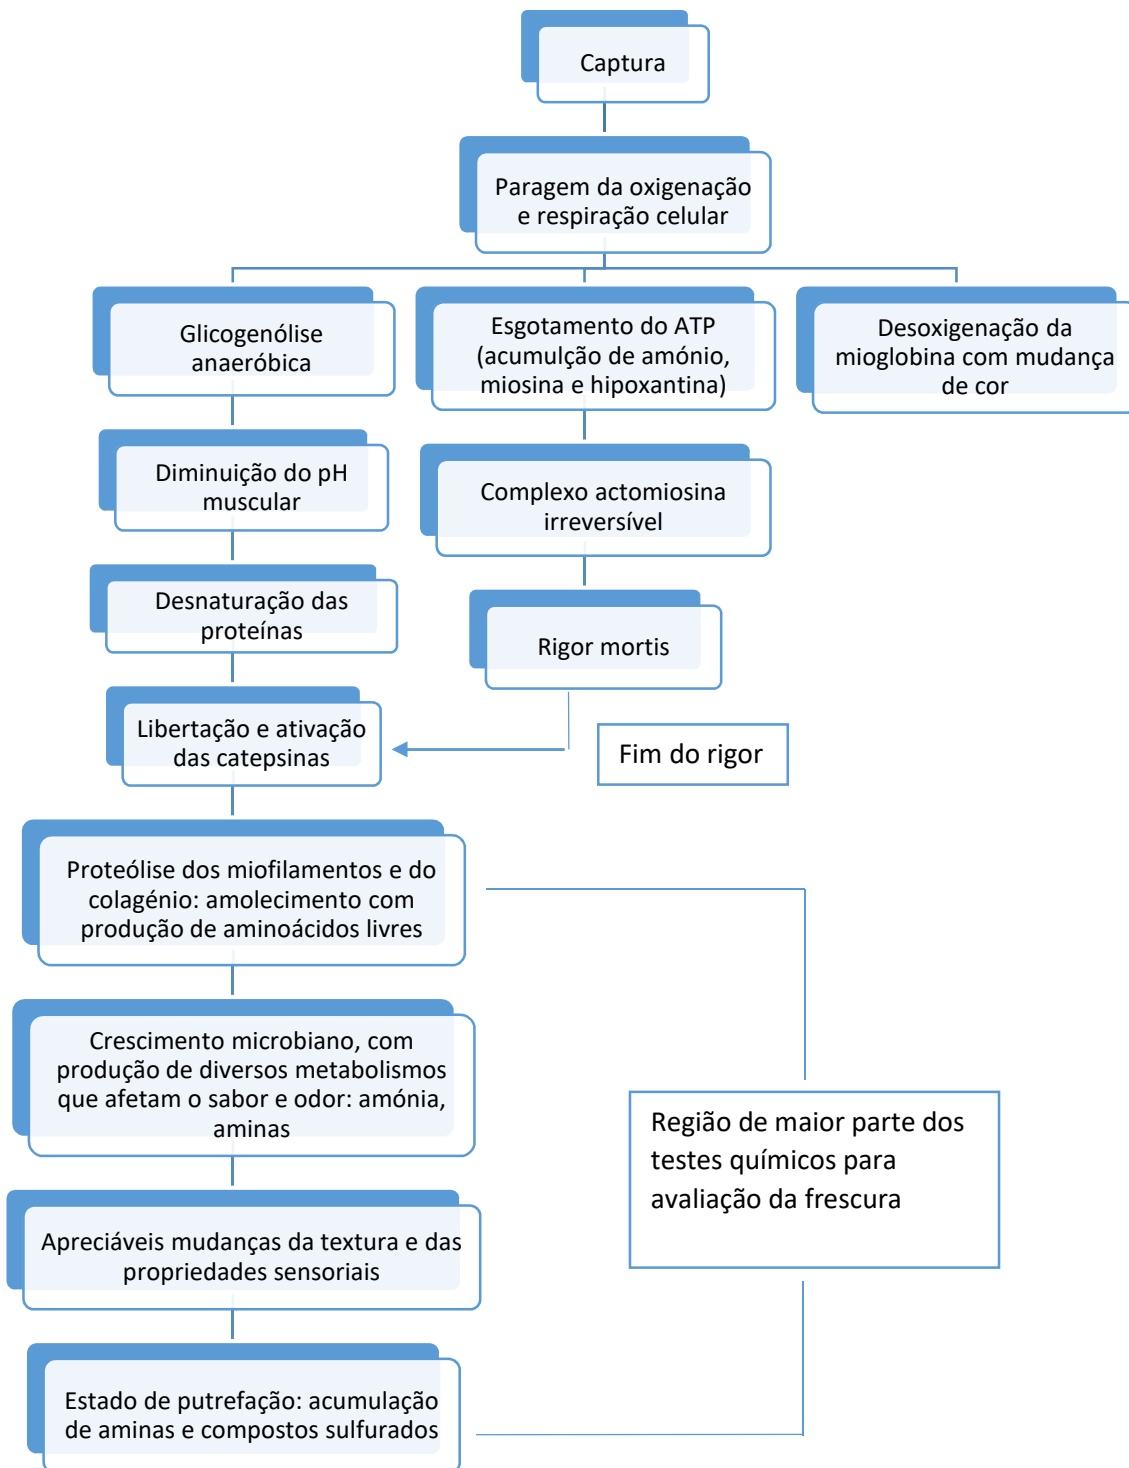 Captura
Paragem da oxigenação
e respiração celular
Glicogenólise
anaeróbica
Esgotamento do ATP
(acumulção de amónio,
miosina e hipoxantina)
Desoxigenação da
mioglobina com mudança
de cor
Diminuição do pH
muscular
Complexo actomiosina
irreversível
Desnaturação das
proteínas
Rigor mortis
Libertação e ativação
das catepsinas
Fim do rigor
Proteólise dos miofilamentos e do
colagénio: amolecimento com
produção de aminoácidos livres
Crescimento microbiano, com
produção de diversos metabolismos
que afetam o sabor e odor: amónia,
aminas
Região de maior parte dos
testes químicos para
avaliação da frescura
Apreciáveis mudanças da textura e das
propriedades sensoriais
Estado de putrefação: acumulação
de aminas e compostos sulfurados